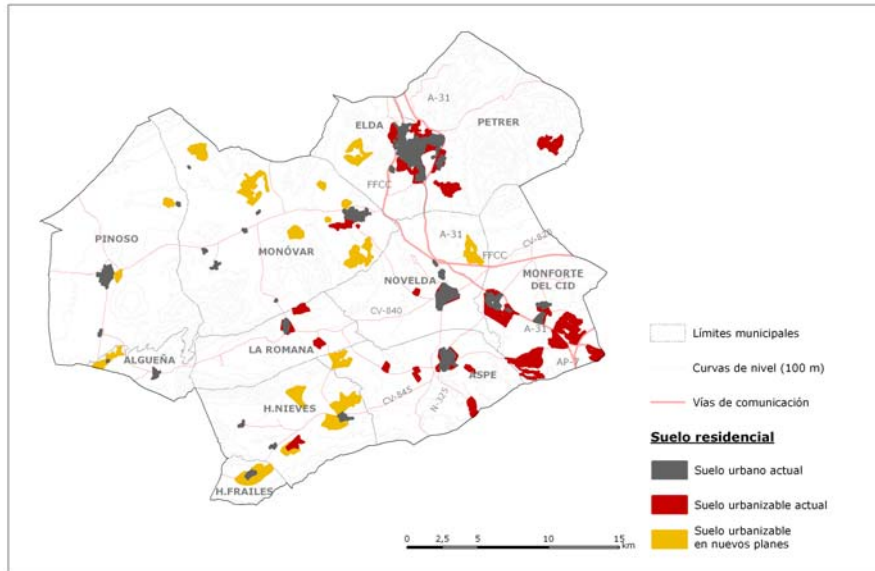 A-31
ELDA
PETRER
FFCC
A-31
CV-820
PINOSO
MONÓVAR
FFCC
NOVELDA
MONFORTE
DEL CID
CV-840
A-31
ALGUEÑA
LA ROMANA
AP-7
ASPE
H.NIEVES
CV-845
N-325
H.FRAILES
Límites municipales
Curvas de nivel (100 m)
Vías de comunicación
Suelo residencial
Suelo urbano actual
Suelo urbanizable actual
Suelo urbanizable
en nuevos planes
0 2,5 5 10 15
km